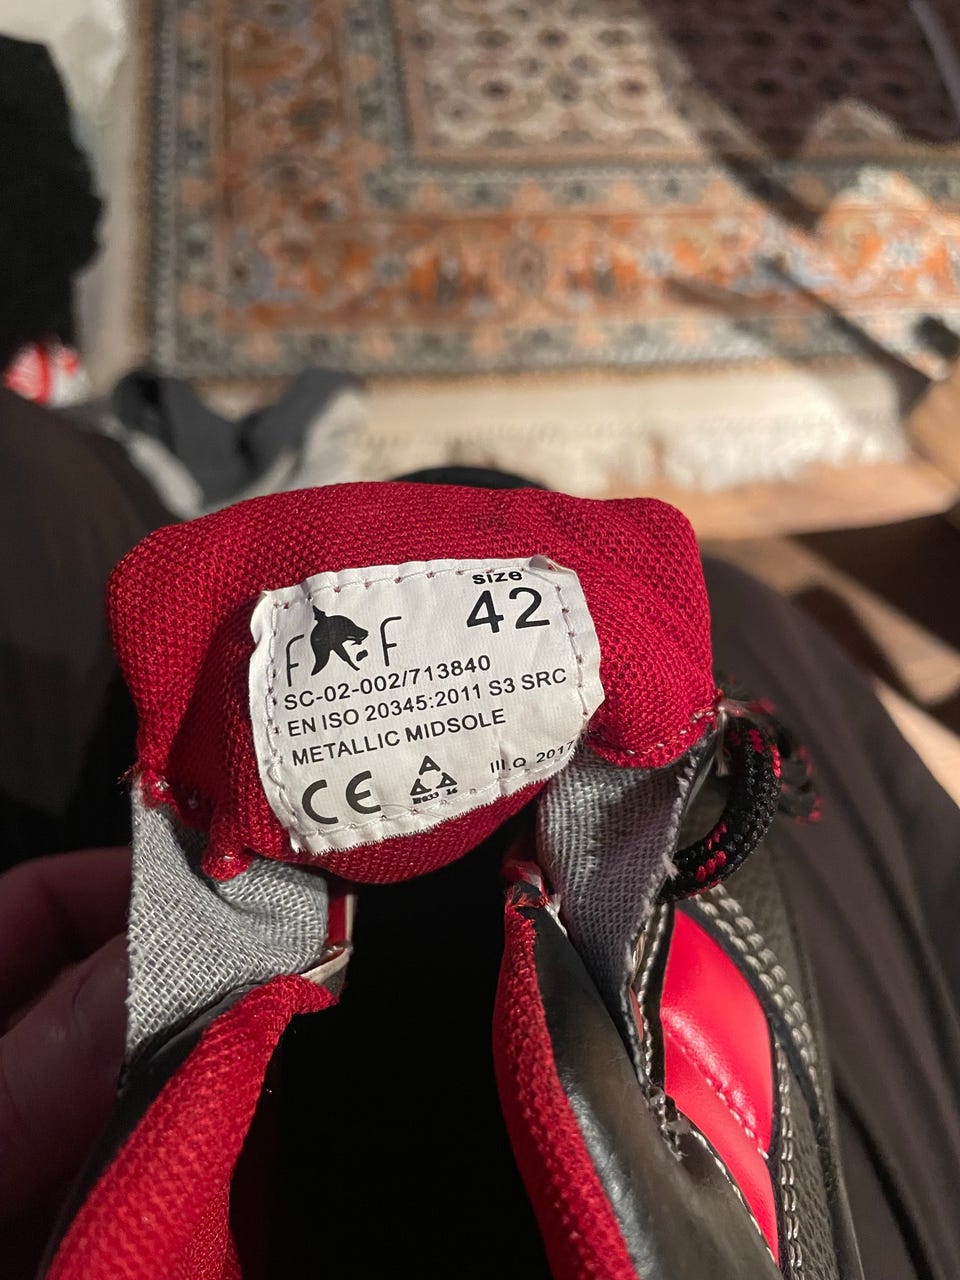 size
42
F F
SC-02-002/713840
EN ISO 20345:2011 S3 SRC
METALLIC MIDSOLE
CE A III.Q 2017